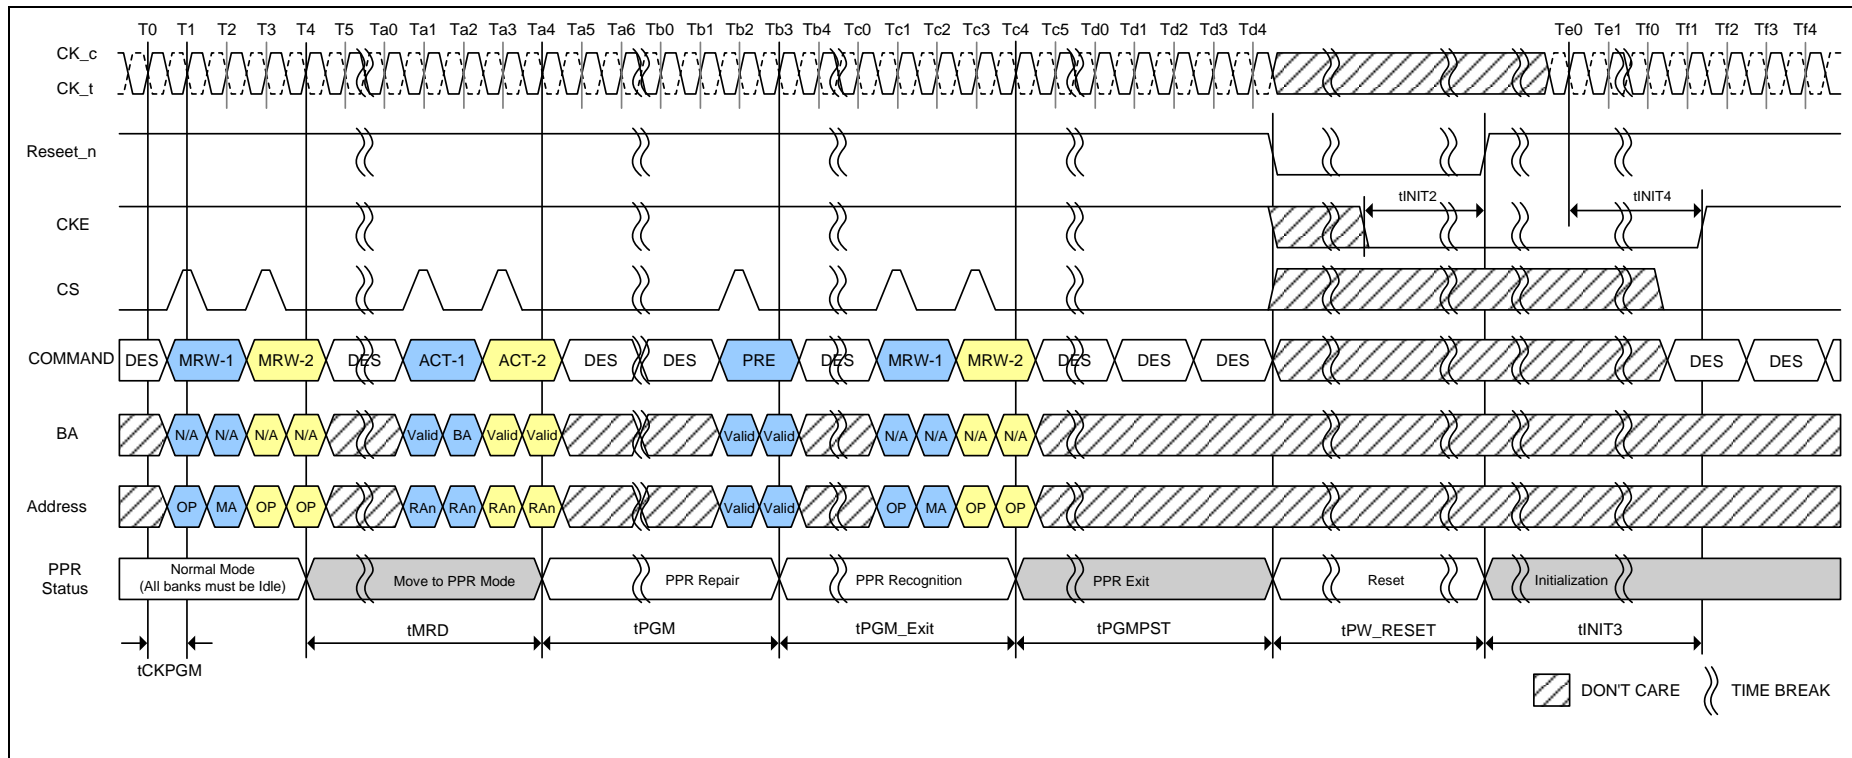 T0 T1 T2 T3 T4 T5 Ta0 Ta1 Ta2 Ta3 Ta4 Ta5 Ta6 Tb0 Tb1 Tb2 Tb3 Tb4 Tc0 Tc1 Tc2 Tc3 Tc4 Tc5 Td0 Td1 Td2 Td3 Td4 Te0 Te1 Tf0 Tf1 Tf2 Tf3 Tf4
CK_c
CK_t
Reseet_n
tINIT2 tINIT4
CKE
CS
COMMAND DES MRW-1 MRW-2 DES ACT-1 ACT-2 DES DES PRE DES MRW-1 MRW-2 DES DES DES DES DES
BA N/A N/A N/A N/A Valid BA Valid Valid Valid Valid N/A N/A N/A N/A
Address OP MA OP OP RAn RAn RAn RAn Valid Valid OP MA OP OP
PPR Status
Normal Mode
(All banks must be Idle)
Move to PPR Mode PPR Repair PPR Recognition PPR Exit Reset Initialization
tMRD tPGM tPGM_Exit tPGMPST tPW_RESET tINIT3
tCKPGM
DON'T CARE TIME BREAK